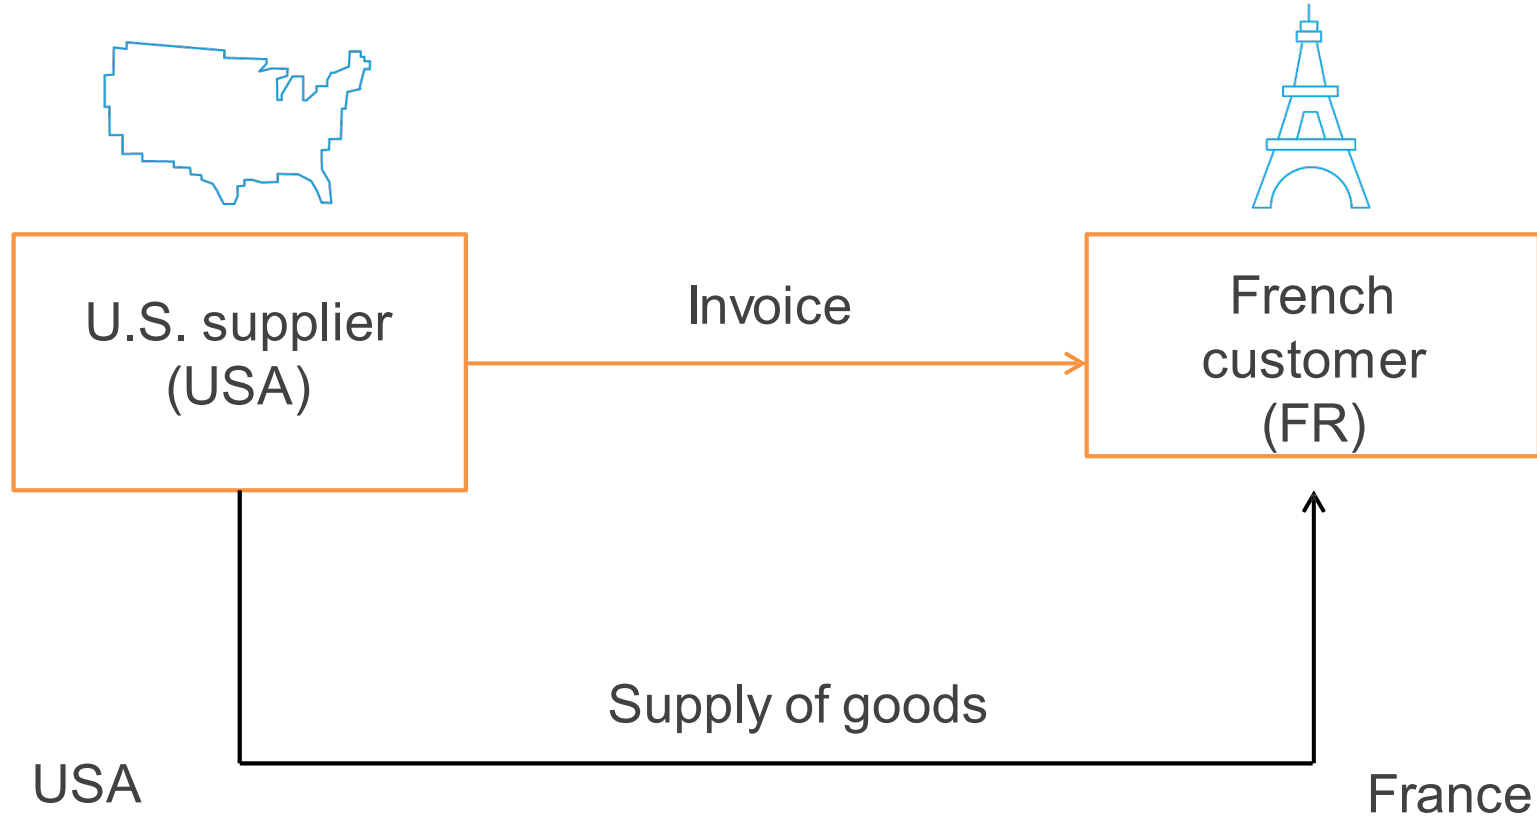 U.S. supplier
(USA)
Invoice
French
customer
(FR)
Supply of goods
USA
France